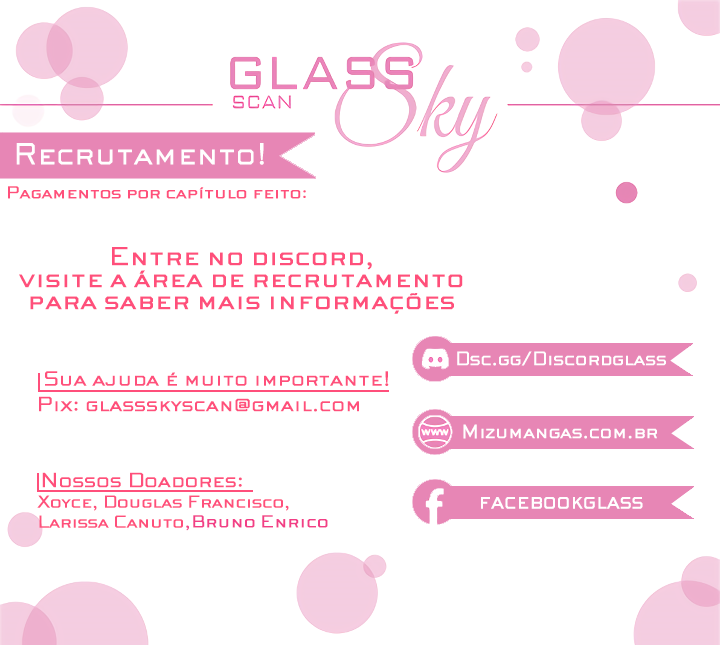 GLASS
SCAN
Sky
RECRUTAMENTO!
PAGAMENTOS POR CAPÍTULO FEITO:
ENTRE NO DISCORD,
VISITE A ÁREA DE RECRUTAMENTO
PARA SABER MAIS INFORMAÇÕES
DSC.GG/DISCORDGLASS
SUA AJUDA É MUITO IMPORTANTE!
PIX: GLASSSKYSCAN@GMAIL.COM
WWW
MIZUMANGAS.COM.BR
NOSSOS DOADORES:
XOYCE, DOUGLAS FRANCISCO,
LARISSA CANUTO,BRUNO ENRICO
f FACEBOOKGLASS